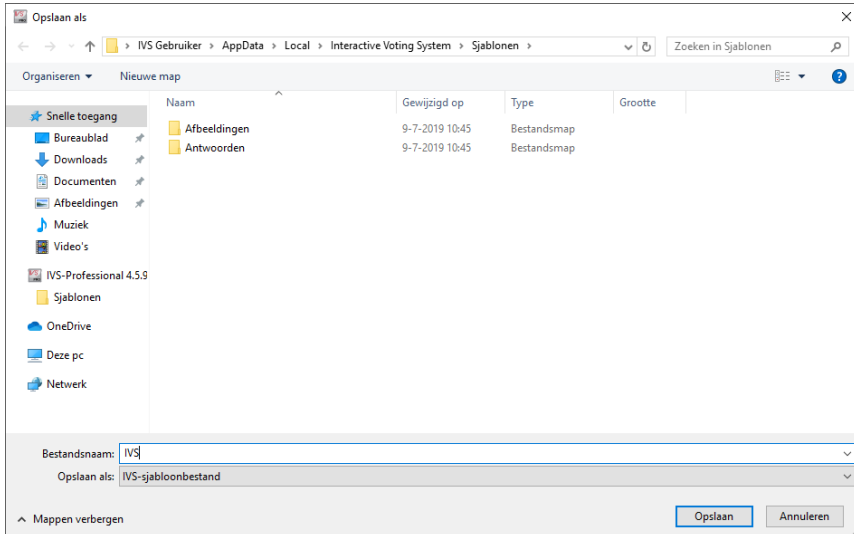 Opslaan als
IVS Gebruiker > AppData > Local > Interactive Voting System > Sjablonen >
Zoeken in Sjablonen
Organiseren
Nieuwe map
Snelle toegang
Bureaublad
Downloads
Documenten
Afbeeldingen
Muziek
Video's
IVS-Professional 4.5.9
Sjablonen
OneDrive
Deze pc
Netwerk
Naam Gewijzigd op Type Grootte
Afbeeldingen 9-7-2019 10:45 Bestandsmap
Antwoorden 9-7-2019 10:45 Bestandsmap
Bestandsnaam: IVS
Opslaan als: IVS-sjabloonbestand
Mappen verbergen
Opslaan
Annuleren